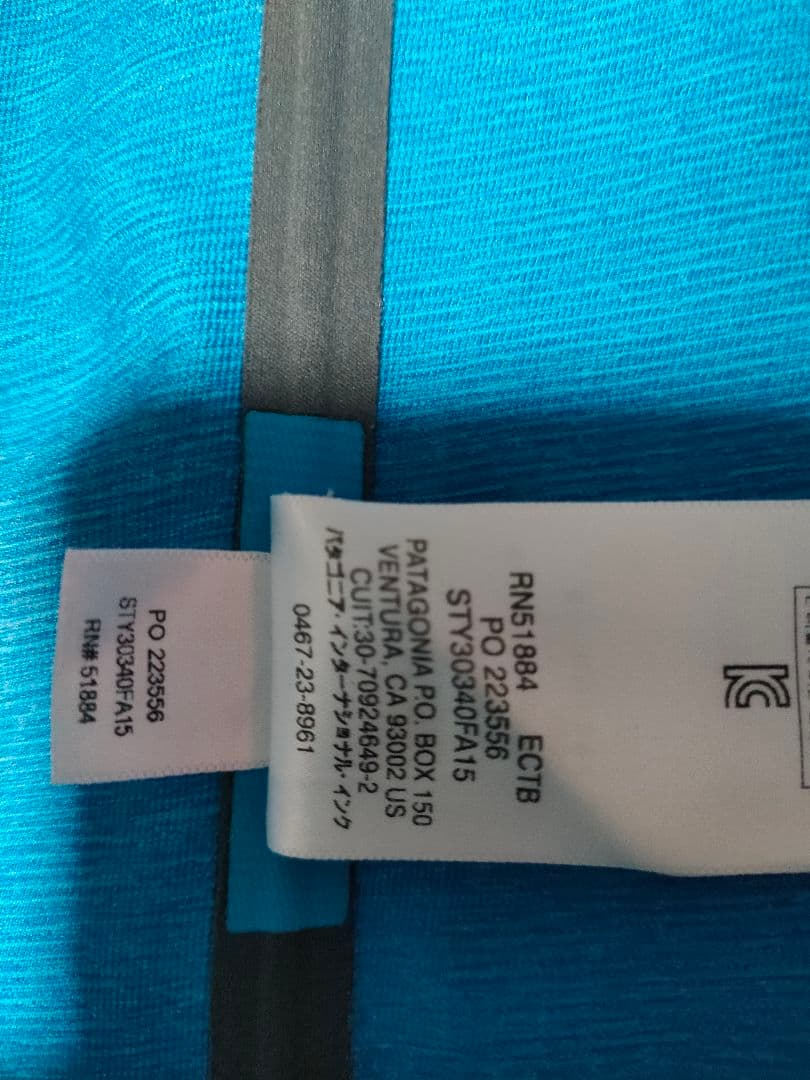 RN51884 ECTB
PO 223556
STY30340FA15
PATAGONIA P.O. BOX 150
VENTURA, CA 93002 US
CUIT:30-70924649-2
パタゴニア・インターナショナル・インク
0467-23-8961
PO 223556
STY30340FA15
RN# 51884